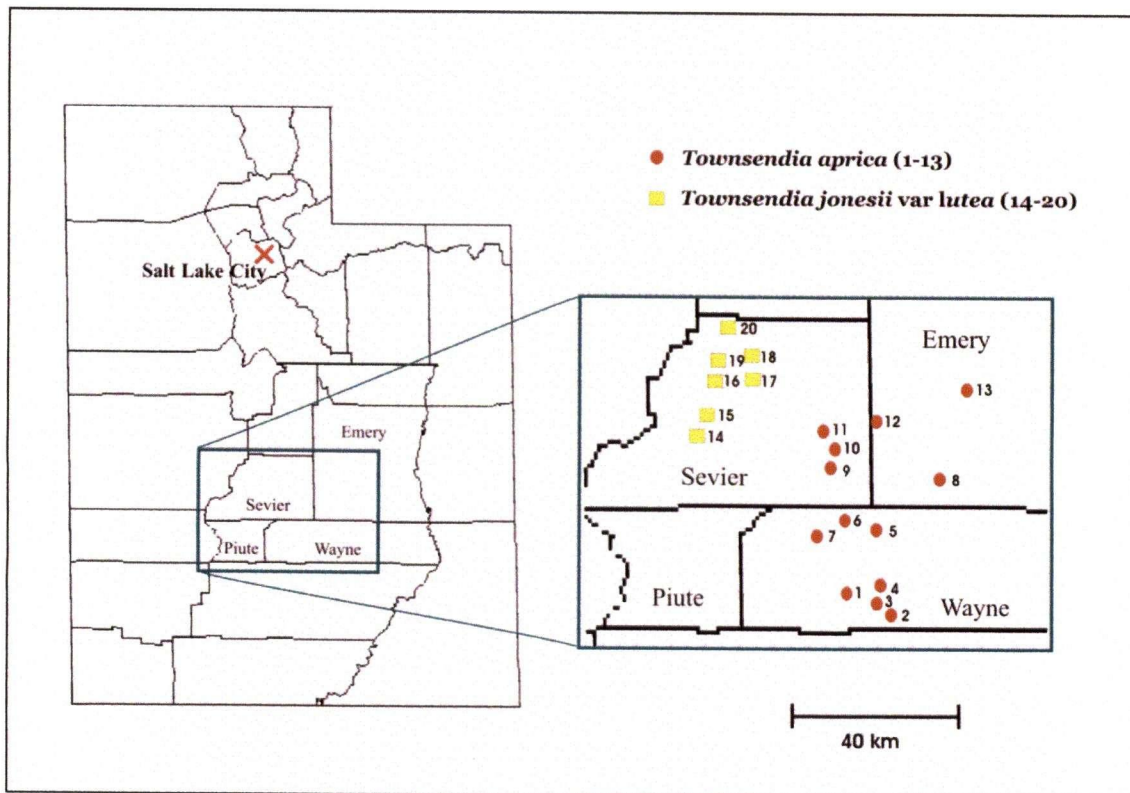 Townsendia aprica (1-13)
Townsendia jonesii var lutea (14-20)
Salt Lake City
Emery
Sevier
Piute
Wayne
20
Emery
19
18
16
17
13
15
12
11
14
10
9
Sevier
8
6
5
7
4
1
3
Piute
Wayne
2
40 km